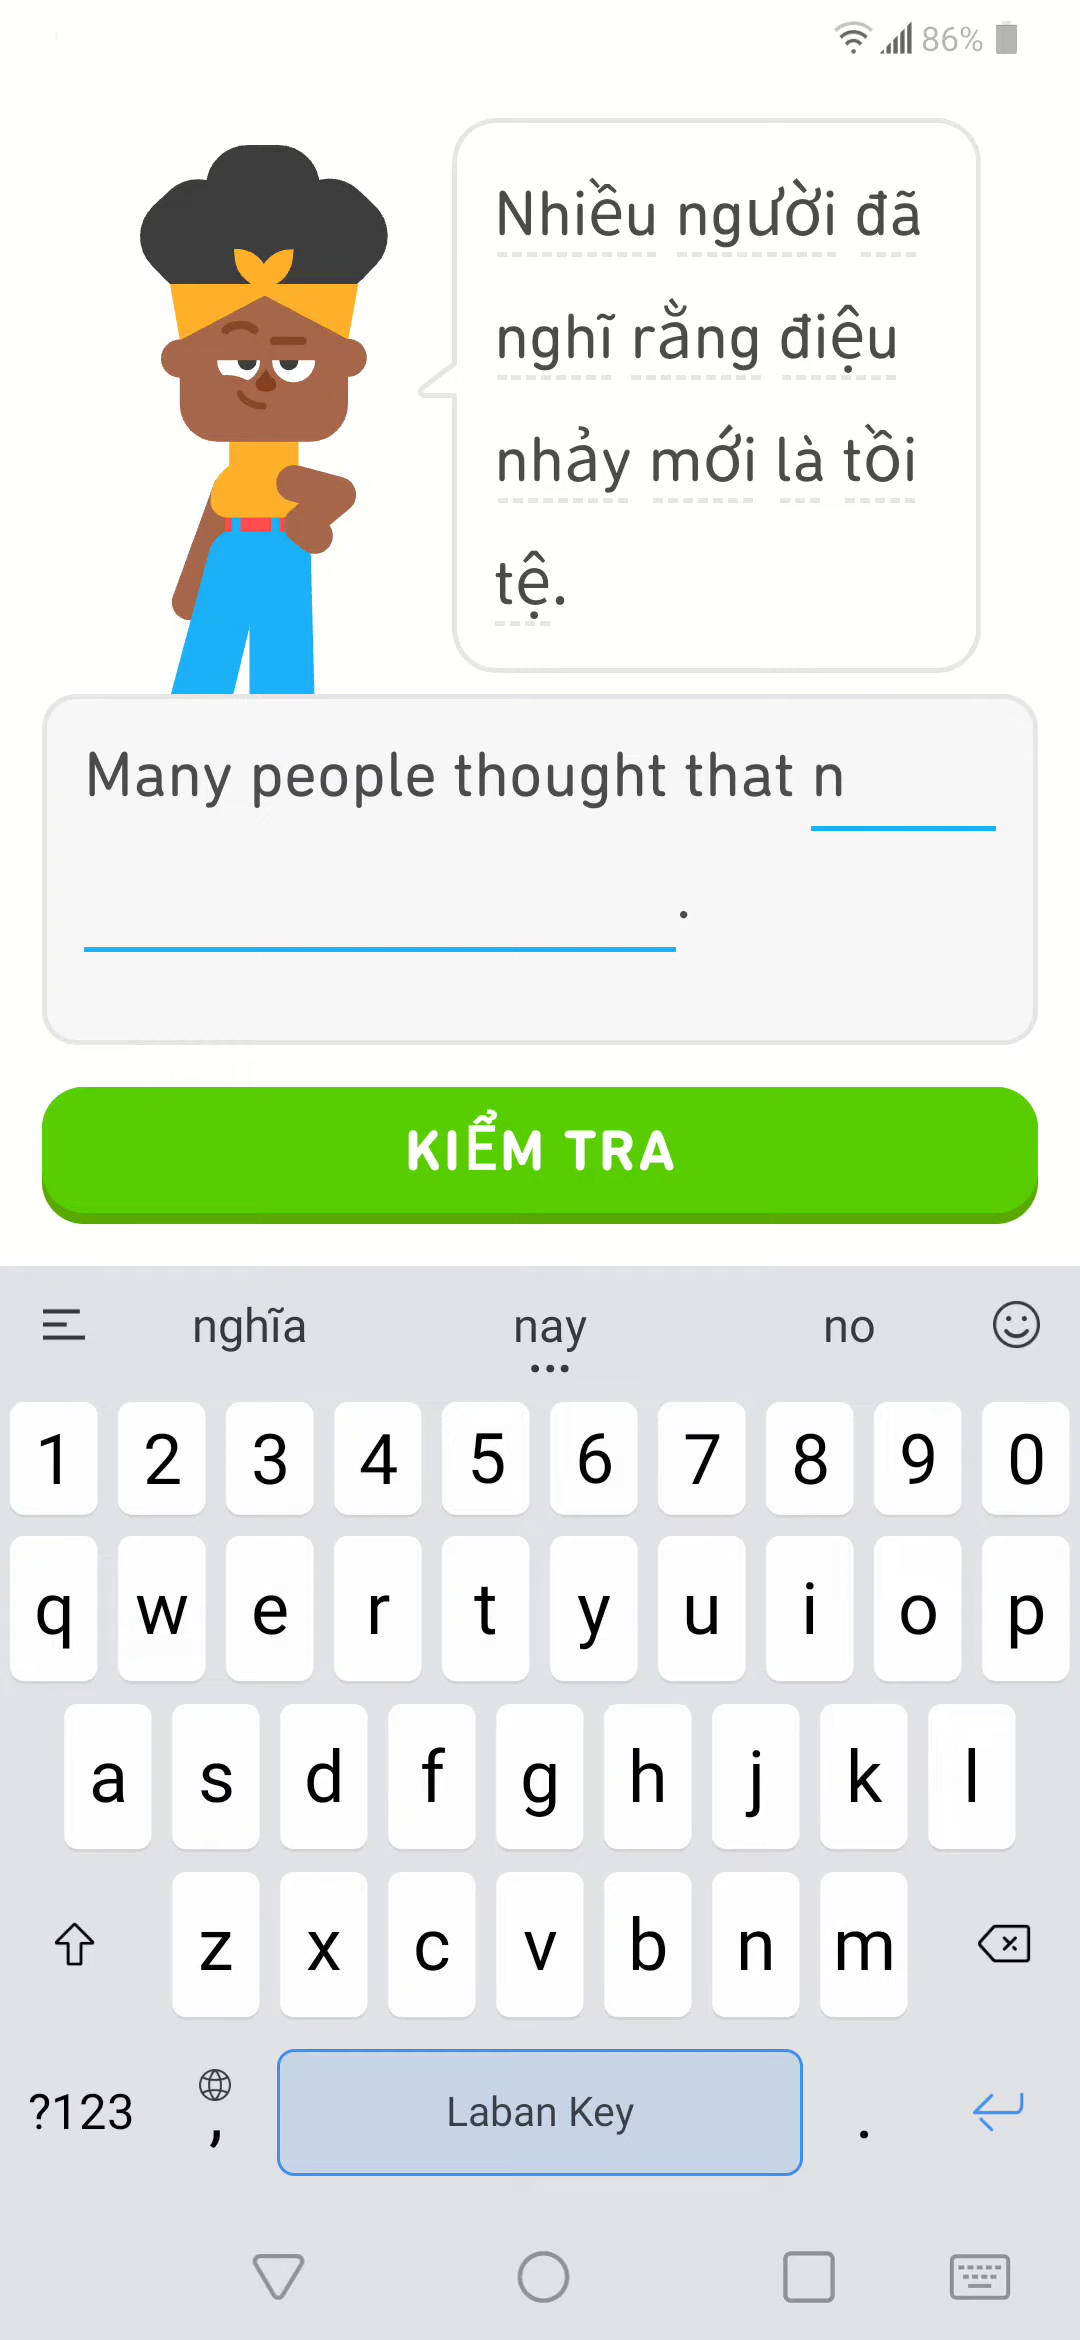 86%
Nhiều người đã
nghĩ rằng điệu
nhảy mới là tồi
tệ.
Many people thought that n
.
KIỂM TRA
nghĩa nay no
1 2 3 4 5 6 7 8 9 0
q w e r t y u i o p
a s d f g h j k l
z x c v b n m
?123 , Laban Key .